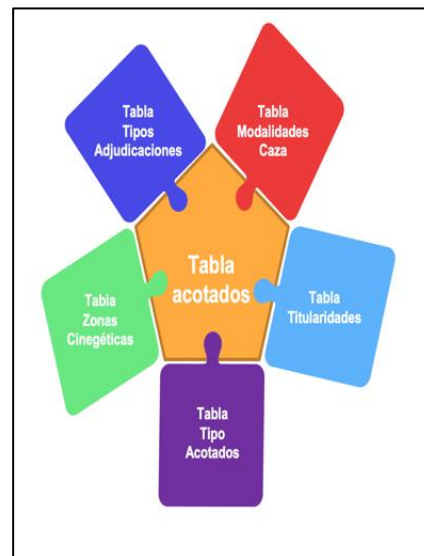 Tabla
Tipos
Adjudicaciones
Tabla
Modalidades
Caza
Tabla
acotados
Tabla
Zonas
Cinegéticas
Tabla
Titularidades
Tabla
Tipo
Acotados